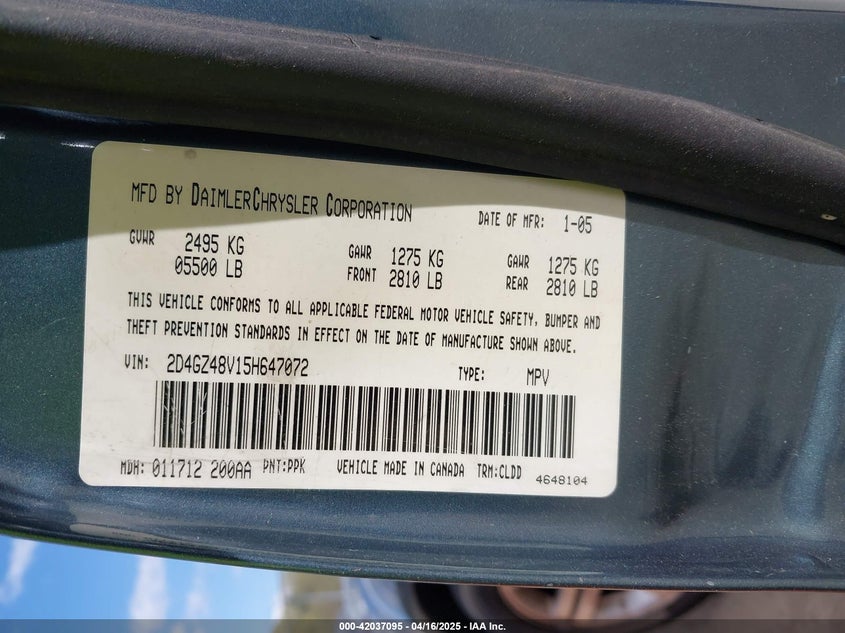 MFD BY DAIMLERCHRYSLER CORPORATION DATE OF MFR: 1-05
GVWR 2495 KG GAWR 1275 KG GAWR 1275 KG
05500 LB FRONT 2810 LB REAR 2810 LB
THIS VEHICLE CONFORMS TO ALL APPLICABLE FEDERAL MOTOR VEHICLE SAFETY, BUMPER AND
THEFT PREVENTION STANDARDS IN EFFECT ON THE DATE OF MANUFACTURE SHOWN ABOVE.
VIN: 2D4GZ48V15H647072 TYPE: MPV
MDH: 011712 200AA PNT:PPK VEHICLE MADE IN CANADA TRM:CLDD 4648104
000-42037095 - 04/16/2025 - IAA Inc.